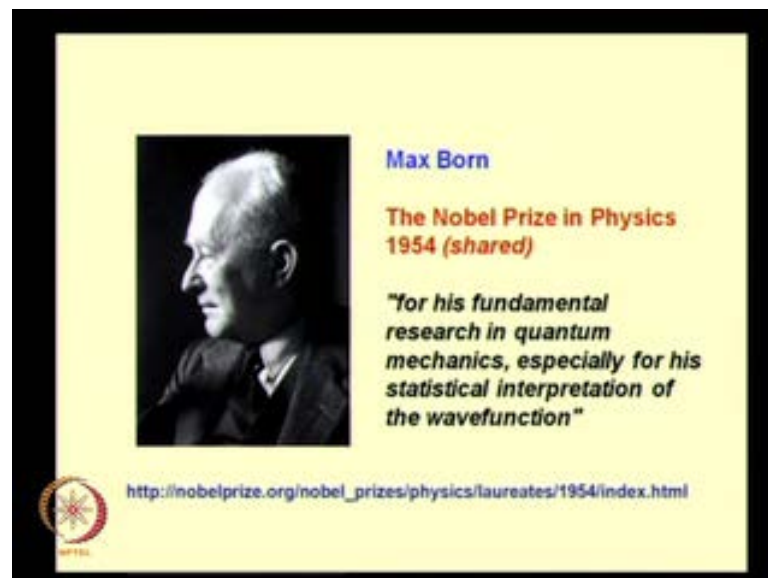 Max Born
The Nobel Prize in Physics
1954 (shared)
"for his fundamental
research in quantum
mechanics, especially for his
statistical interpretation of
the wavefunction"
http://nobelprize.org/nobel_prizes/physics/laureates/1954/index.html
NPTEL